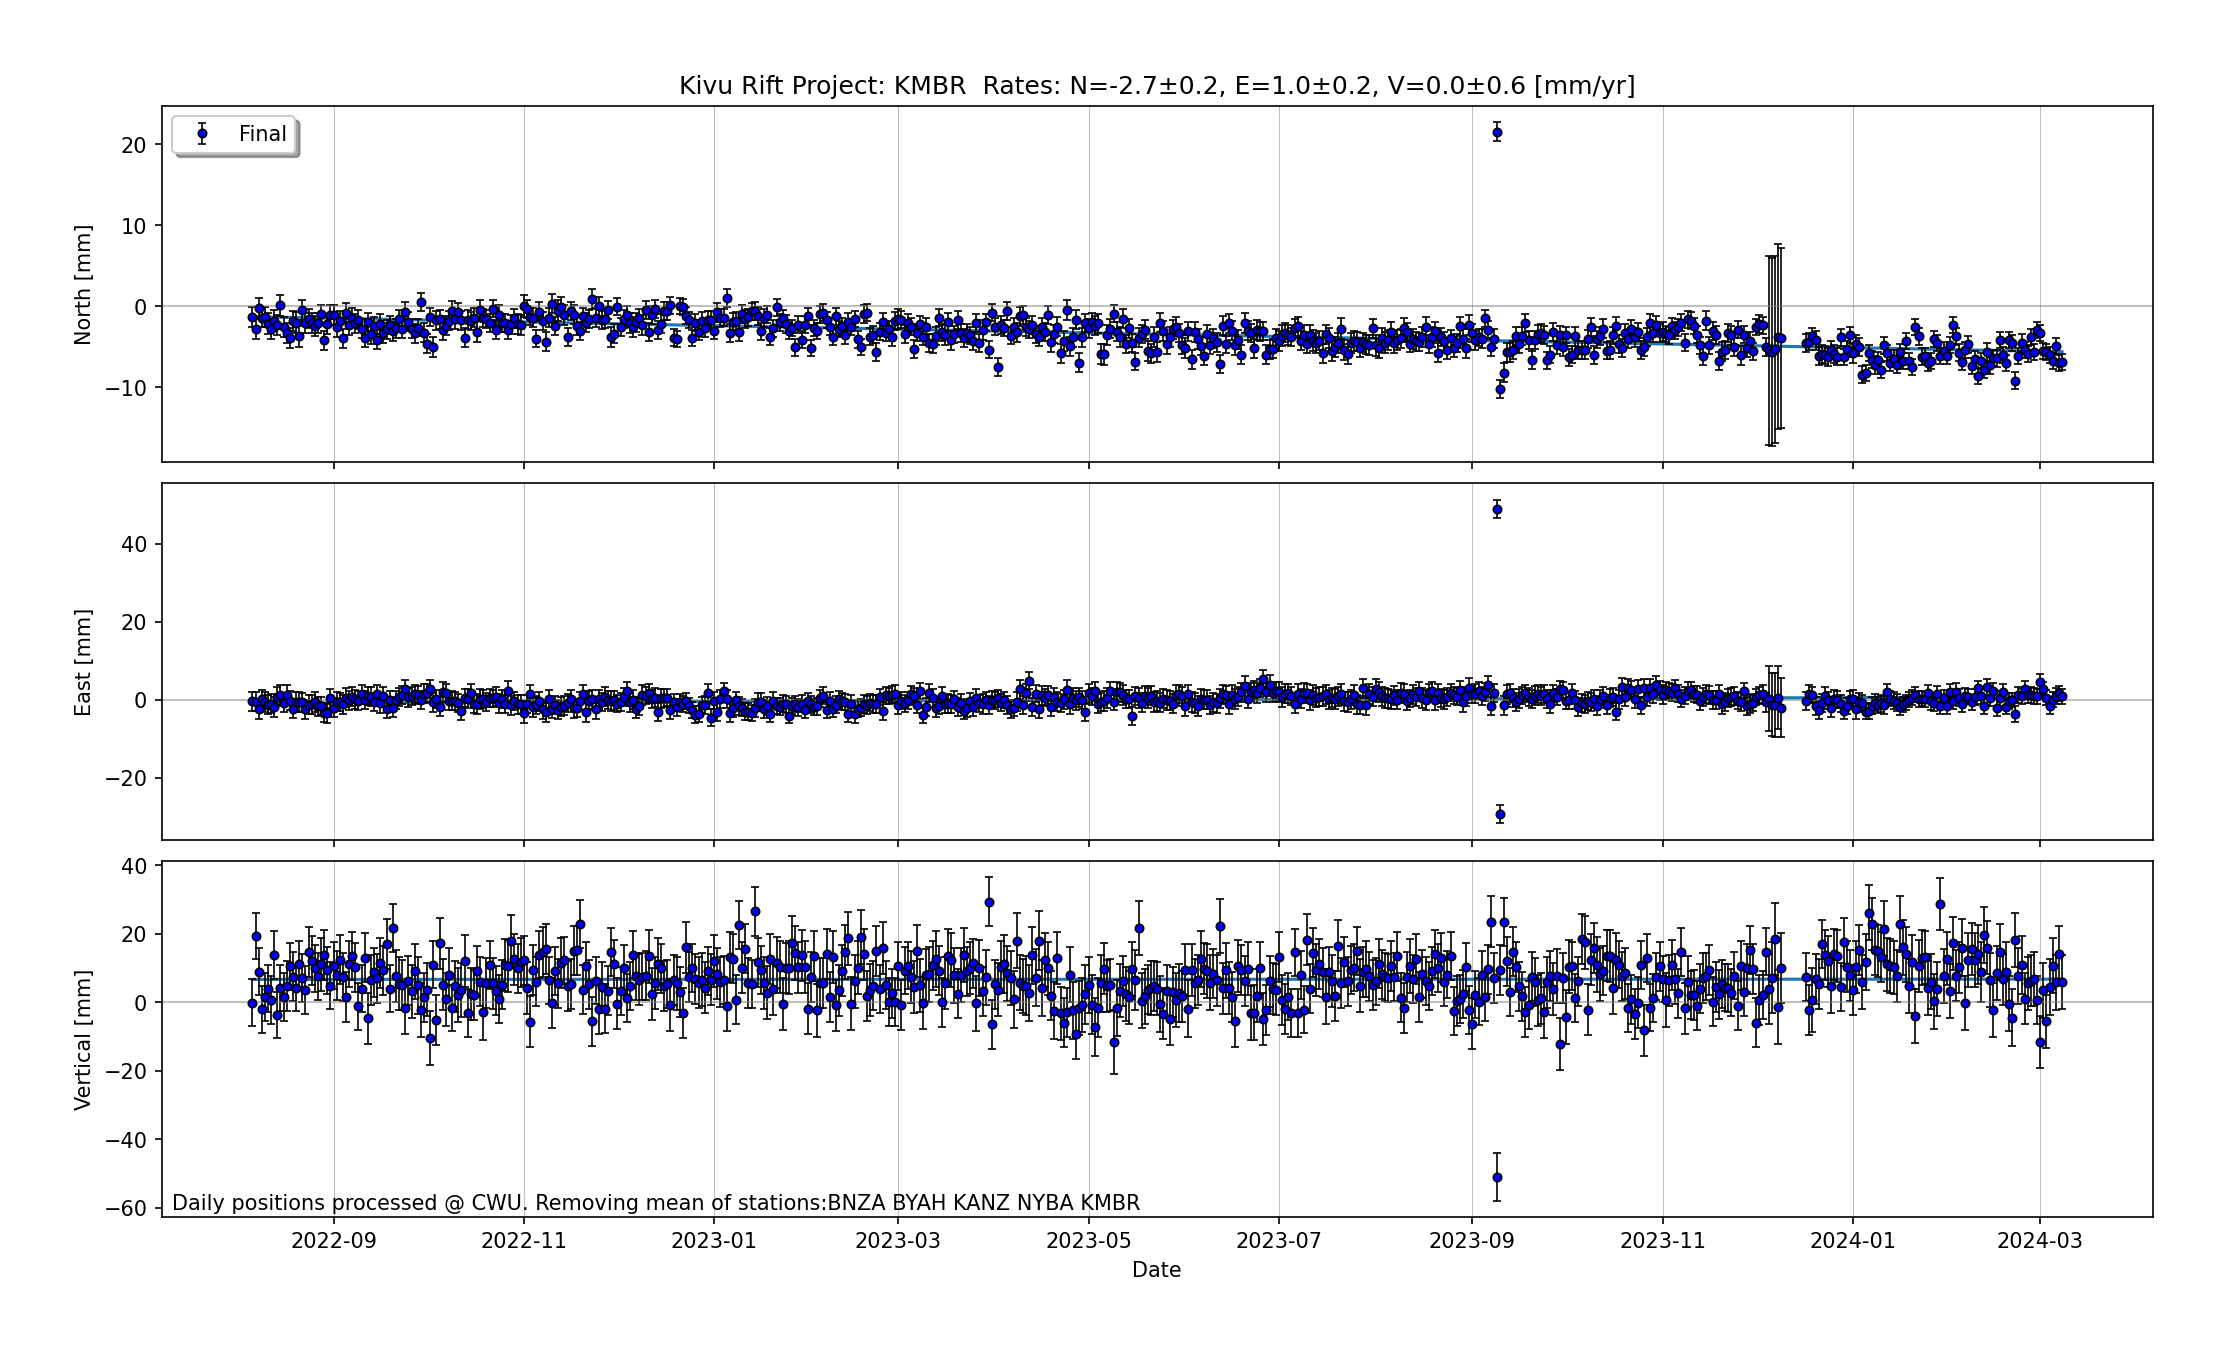 Kivu Rift Project: KMBR  Rates: N=-2.7±0.2, E=1.0±0.2, V=0.0±0.6 [mm/yr]
Final
20
10
0
−10
North [mm]
40
20
0
−20
East [mm]
40
20
0
−20
−40
−60
Vertical [mm]
Daily positions processed @ CWU. Removing mean of stations:BNZA BYAH KANZ NYBA KMBR
2022-09 2022-11 2023-01 2023-03 2023-05 2023-07 2023-09 2023-11 2024-01 2024-03
Date